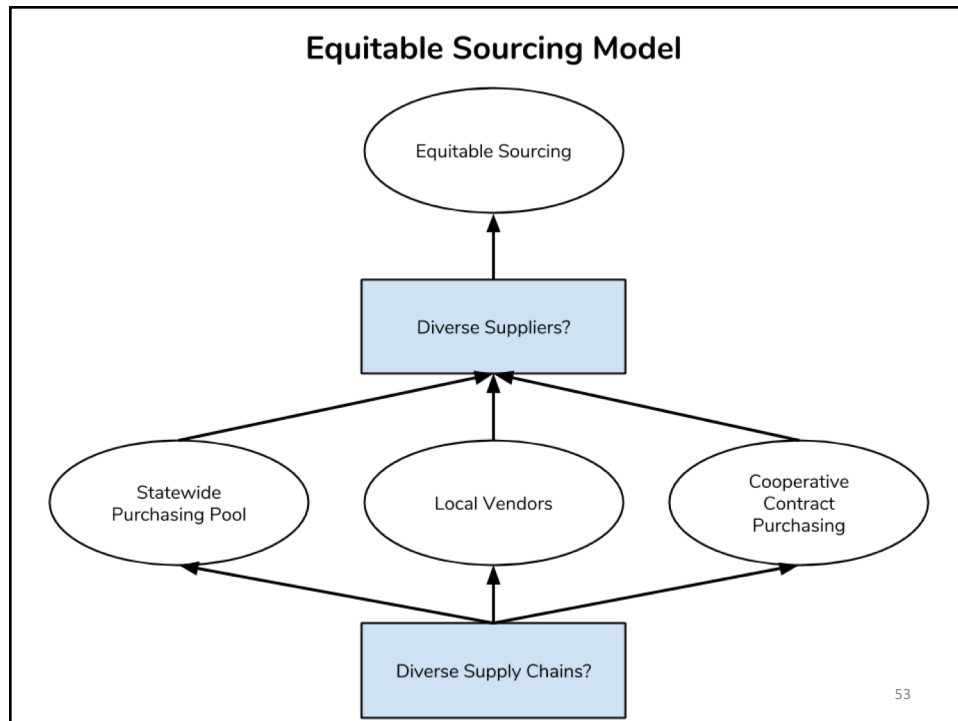 Equitable Sourcing Model
Equitable Sourcing
Diverse Suppliers?
Statewide
Purchasing Pool
Local Vendors
Cooperative
Contract
Purchasing
Diverse Supply Chains?
53